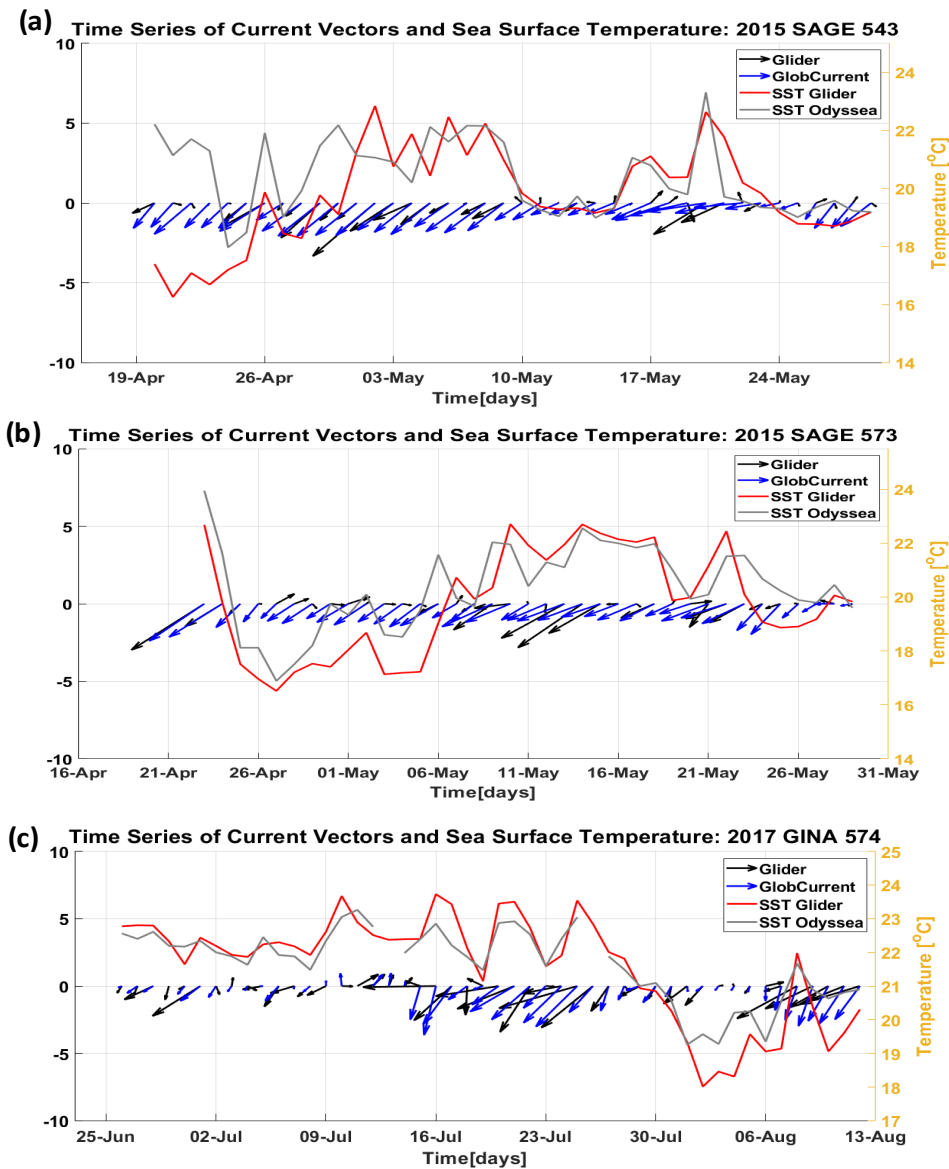 (a)
Time Series of Current Vectors and Sea Surface Temperature: 2015 SAGE 543
10
5
0
-5
-10
Glider
GlobCurrent
SST Glider
SST Odyssea
24
22
20
18
16
14
Temperature [°C]
19-Apr 26-Apr 03-May 10-May 17-May 24-May
Time[days]
(b)
Time Series of Current Vectors and Sea Surface Temperature: 2015 SAGE 573
10
5
0
-5
-10
Glider
GlobCurrent
SST Glider
SST Odyssea
24
22
20
18
16
14
Temperature [°C]
16-Apr 21-Apr 26-Apr 01-May 06-May 11-May 16-May 21-May 26-May 31-May
Time[days]
(c)
Time Series of Current Vectors and Sea Surface Temperature: 2017 GINA 574
10
5
0
-5
-10
Glider
GlobCurrent
SST Glider
SST Odyssea
25
24
23
22
21
20
19
18
17
Temperature [°C]
25-Jun 02-Jul 09-Jul 16-Jul 23-Jul 30-Jul 06-Aug 13-Aug
Time[days]